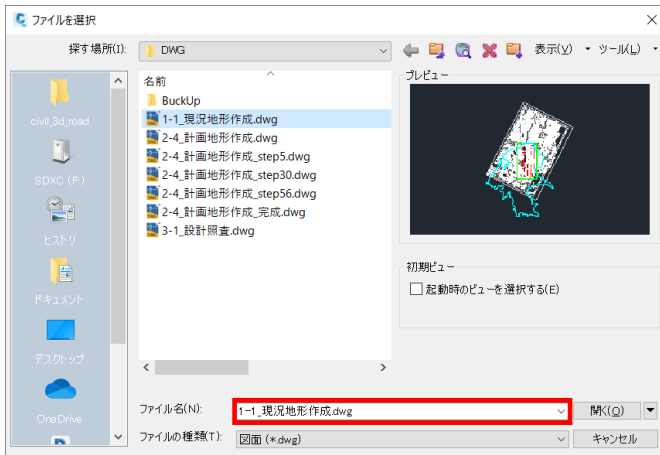 ファイルを選択
探す場所(I):
DWG
表示(V)
ツール(L)
civil_3d_road
SDXC (F:)
ヒストリ
ドキュメント
デスクトップ
OneDrive
名前
BuckUp
1-1_現況地形作成.dwg
2-4_計画地形作成.dwg
2-4_計画地形作成_step5.dwg
2-4_計画地形作成_step30.dwg
2-4_計画地形作成_step56.dwg
2-4_計画地形作成_完成.dwg
3-1_設計照査.dwg
プレビュー
初期ビュー
起動時のビューを選択する(E)
ファイル名(N):
1-1_現況地形作成.dwg
開く(O)
ファイルの種類(T):
図面 (*.dwg)
キャンセル